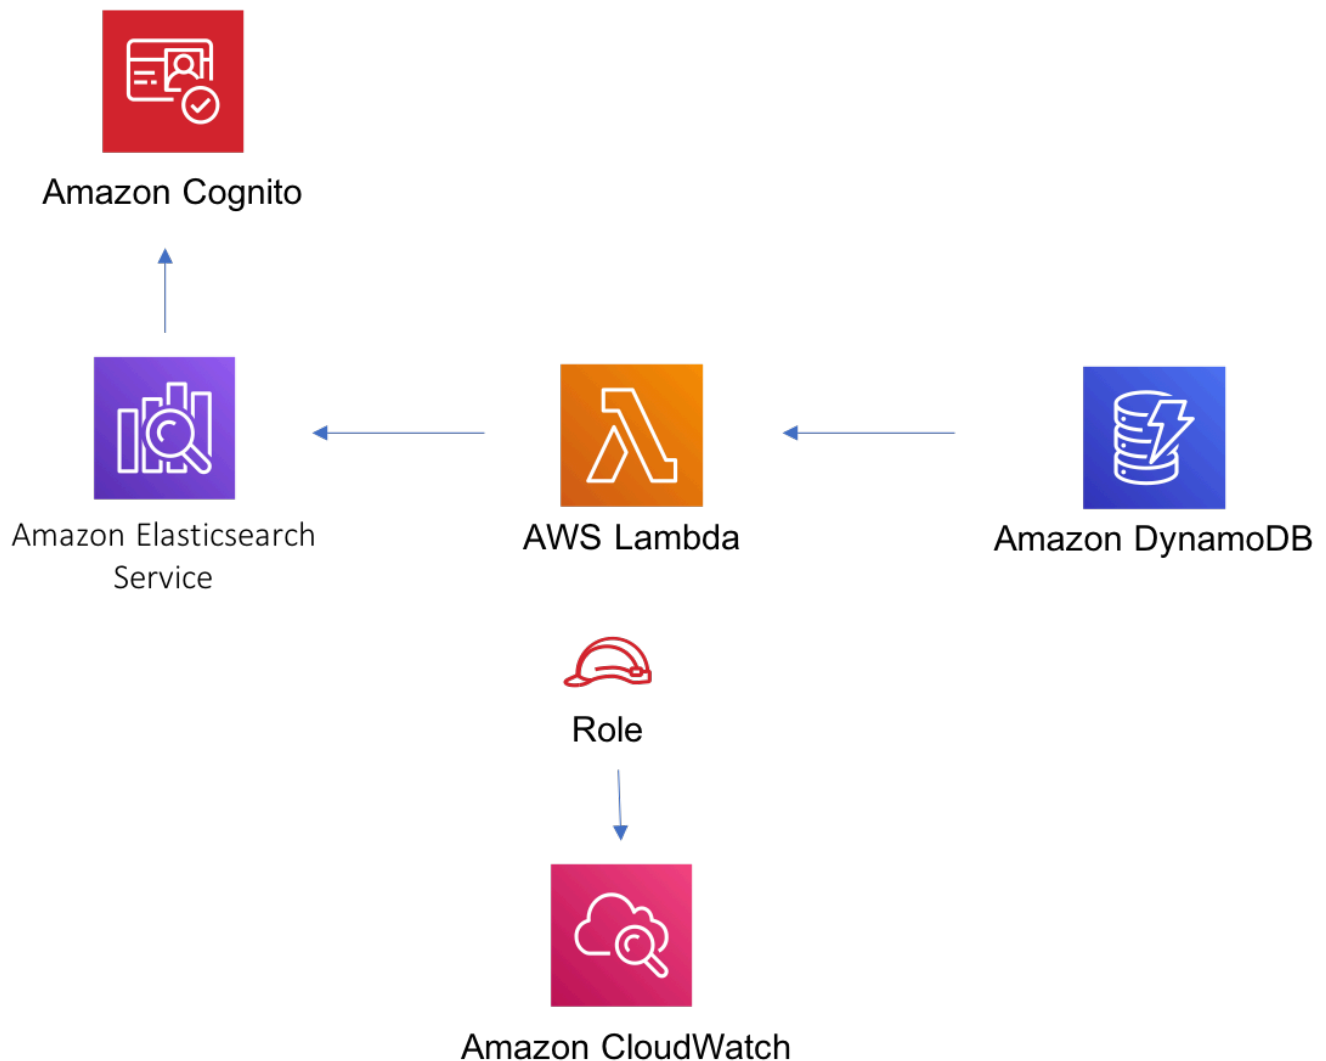 Amazon Cognito
Amazon Elasticsearch
Service
AWS Lambda
Amazon DynamoDB
Role
Amazon CloudWatch